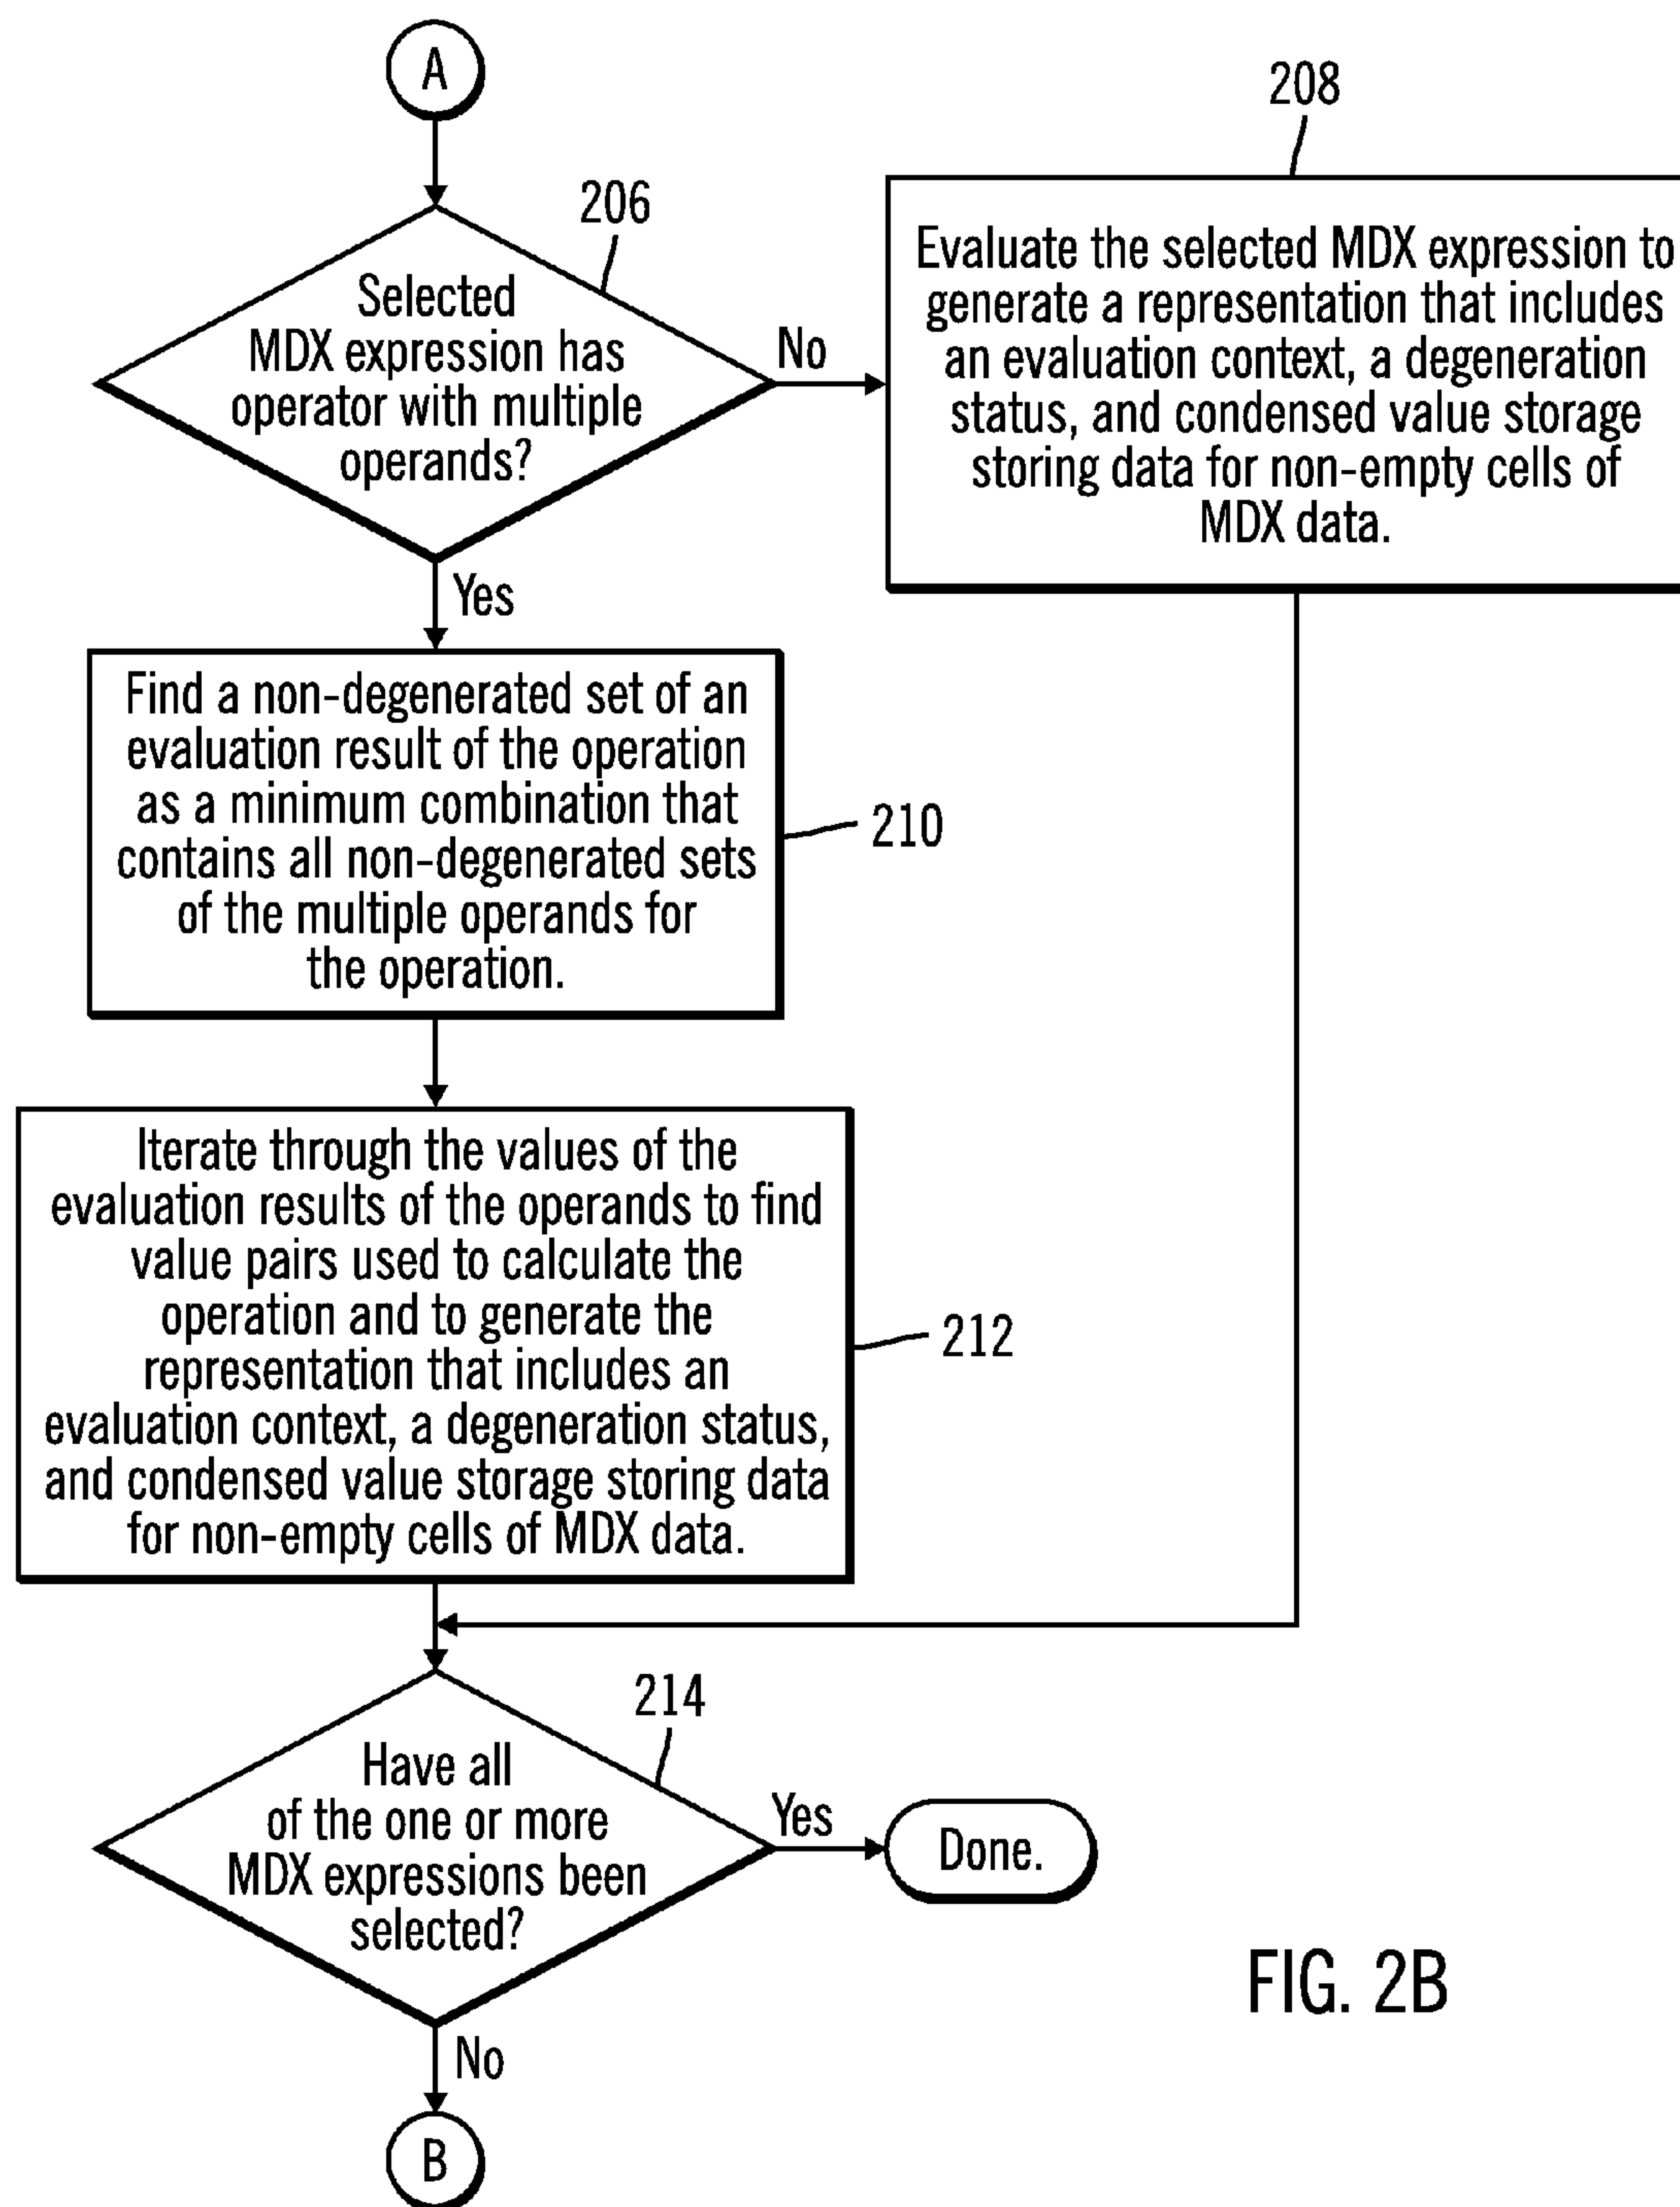 A
206
Selected
MDX expression has
operator with multiple
operands?
No
Yes
208
Evaluate the selected MDX expression to
generate a representation that includes
an evaluation context, a degeneration
status, and condensed value storage
storing data for non-empty cells of
MDX data.
Find a non-degenerated set of an
evaluation result of the operation
as a minimum combination that
contains all non-degenerated sets
of the multiple operands for
the operation.
210
Iterate through the values of the
evaluation results of the operands to find
value pairs used to calculate the
operation and to generate the
representation that includes an
evaluation context, a degeneration status,
and condensed value storage storing data
for non-empty cells of MDX data.
212
214
Have all
of the one or more
MDX expressions been
selected?
Yes
Done.
No
B
FIG. 2B